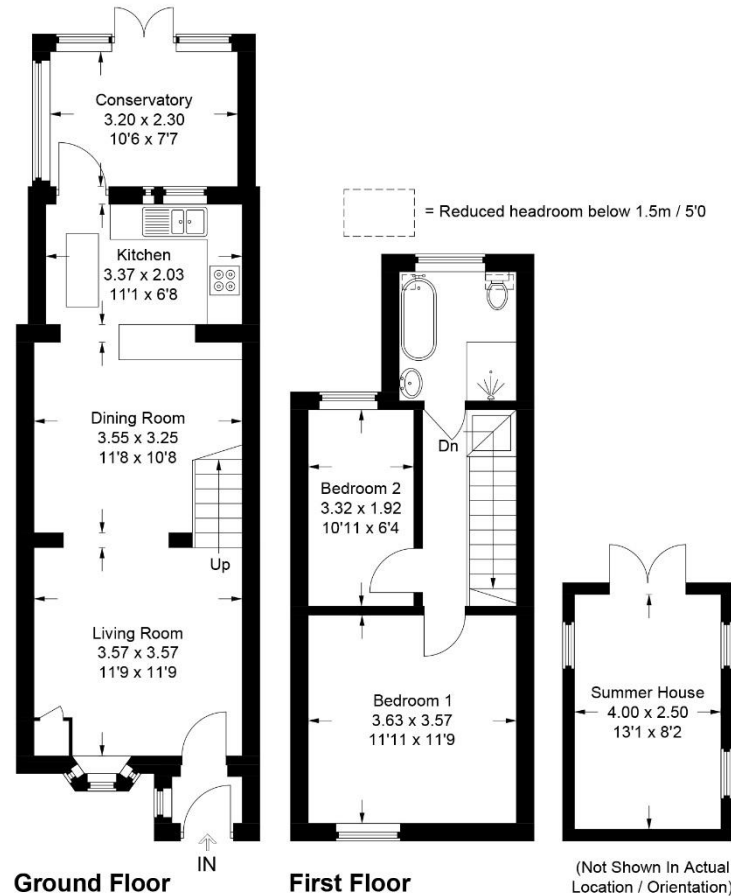 Conservatory
3.20 x 2.30
10'6 x 7'7
= Reduced headroom below 1.5m / 5'0
Kitchen
3.37 x 2.03
11'1 x 6'8
Dining Room
3.55 x 3.25
11'8 x 10'8
Up
Living Room
3.57 x 3.57
11'9 x 11'9
IN
Ground Floor
Dn
Bedroom 2
3.32 x 1.92
10'11 x 6'4
Bedroom 1
3.63 x 3.57
11'11 x 11'9
First Floor
Summer House
4.00 x 2.50
13'1 x 8'2
(Not Shown In Actual
Location / Orientation)